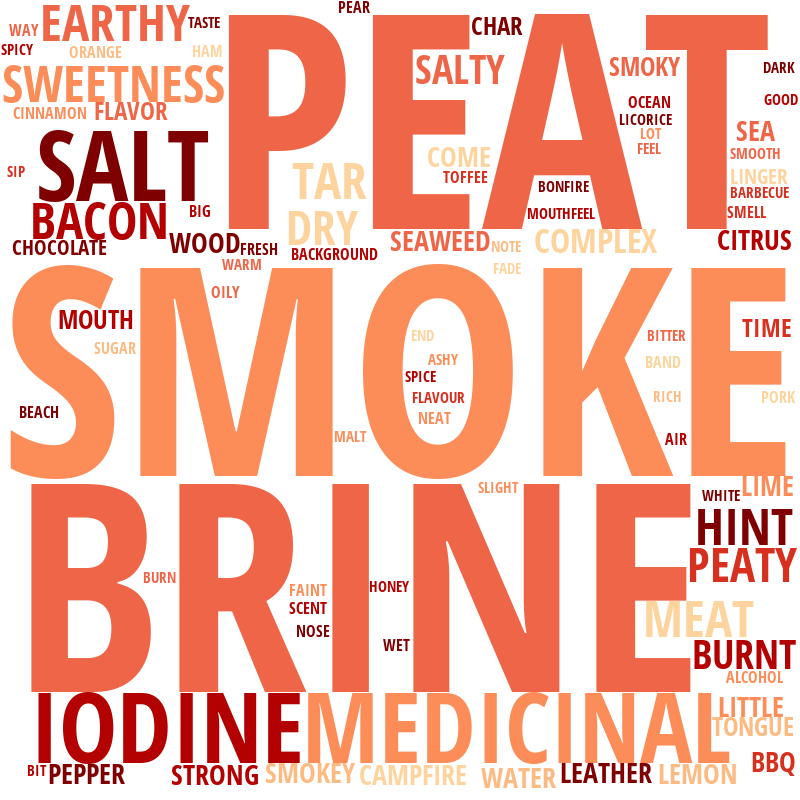 PEAR
WAY
EARTHY
TASTE
PEAT
CHAR
SPICY
ORANGE
HAM
SWEETNESS
SALTY
SMOKY
DARK
CINNAMON
FLAVOR
OCEAN
GOOD
LICORICE
SALT
LOT
SEA
FEEL
COME
SMOOTH
SIP
TAR
TOFFEE
LINGER
BONFIRE
BARBECUE
BACON
BIG
DRY
MOUTHFEEL
SMELL
CHOCOLATE
WOOD
FRESH
BACKGROUND
SEAWEED
NOTE
COMPLEX
CITRUS
WARM
FADE
SMOKE
OILY
MOUTH
TIME
SUGAR
END
BITTER
ASHY
BAND
SPICE
FLAVOUR
RICH
PORK
BEACH
NEAT
MALT
AIR
BRINE
SLIGHT
WHITE
LIME
HINT
PEATY
BURN
FAINT
HONEY
SCENT
MEAT
NOSE
WET
BURNT
ALCOHOL
IODINE
MEDICINAL
LITTLE
TONGUE
BIT
PEPPER
STRONG
SMOKEY
CAMPFIRE
WATER
LEATHER
LEMON
BBQ